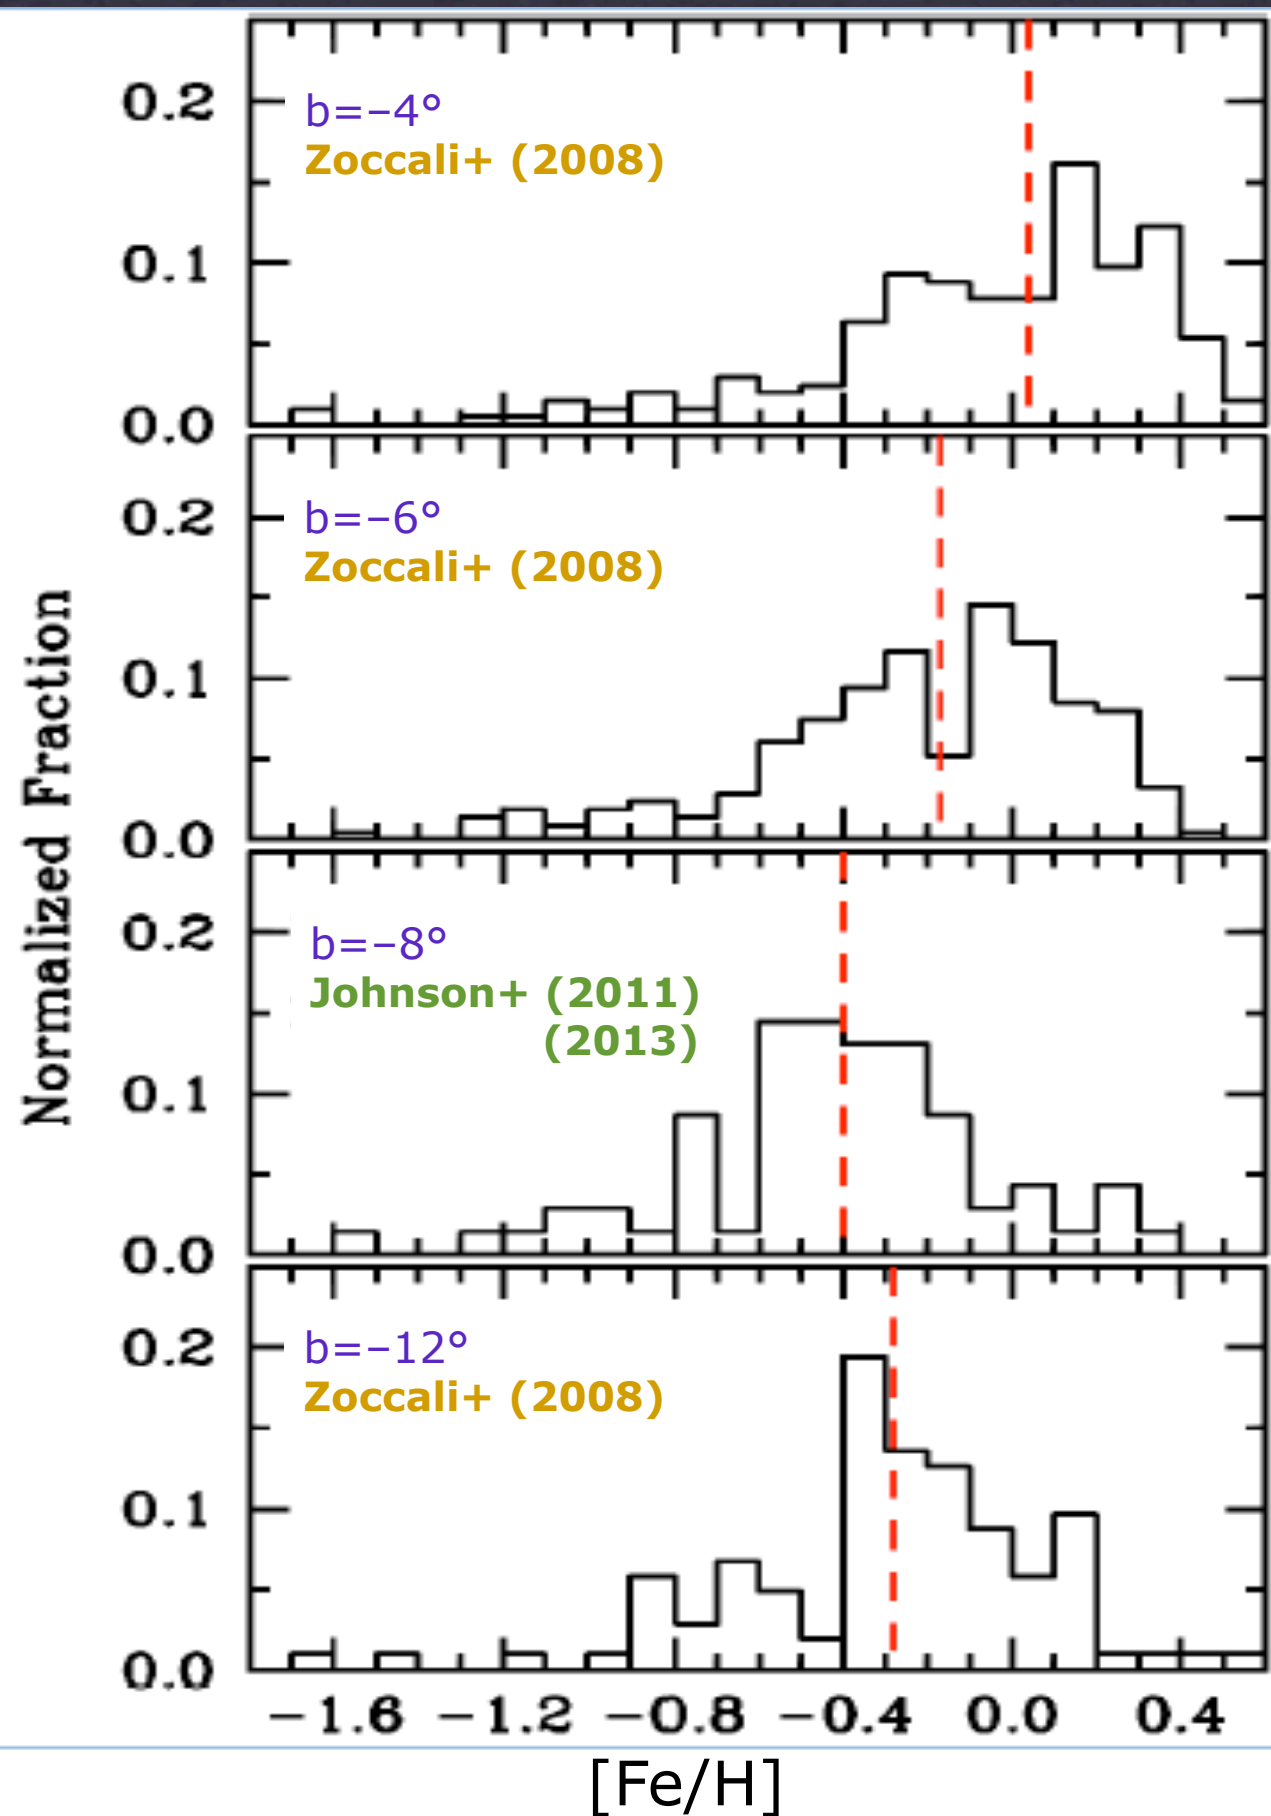 0.2
b=−4°
Zoccali+ (2008)
0.1
0.0
0.2
b=−6°
Zoccali+ (2008)
0.1
0.0
Normalized Fraction
0.2
b=−8°
Johnson+ (2011)
(2013)
0.1
0.0
0.2
b=−12°
Zoccali+ (2008)
0.1
0.0
−1.6 −1.2 −0.8 −0.4 0.0 0.4
[Fe/H]